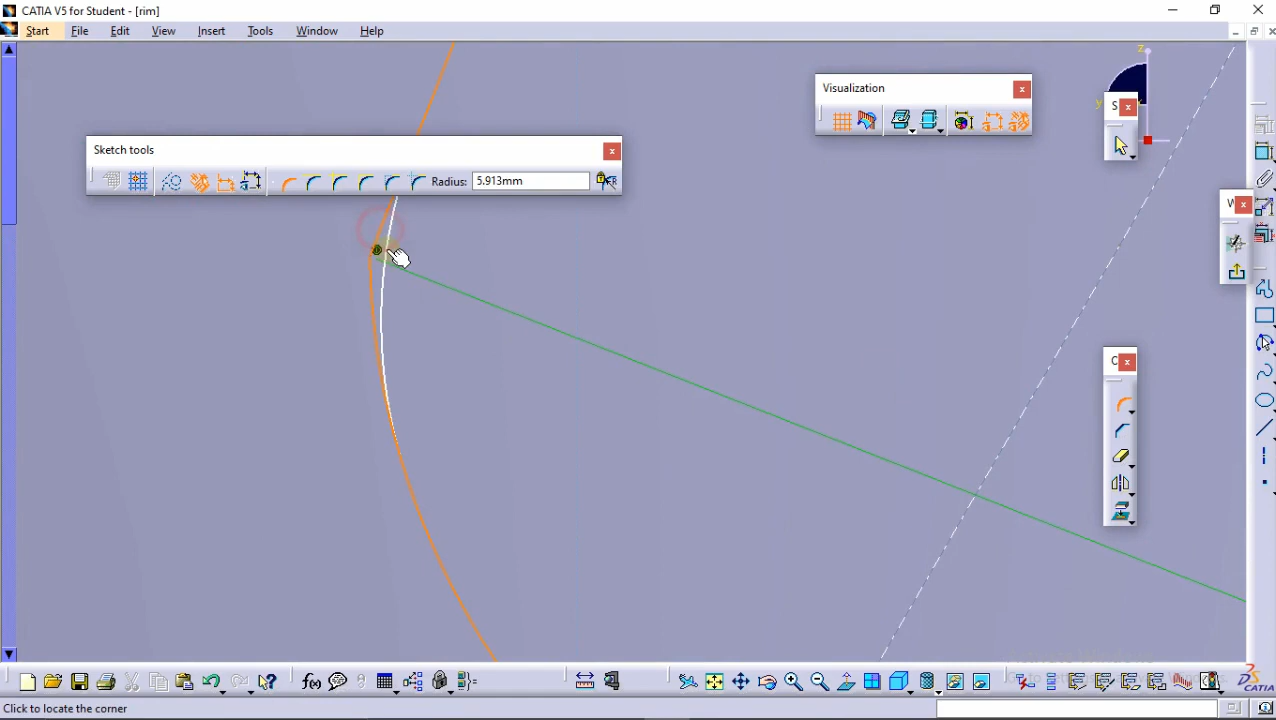 CATIA V5 for Student - [rim]
Start File Edit View Insert Tools Window Help
z
Visualization
y
S
Sketch tools
Radius: 5.913mm
W
C
f(x)
CATIA
Click to locate the corner